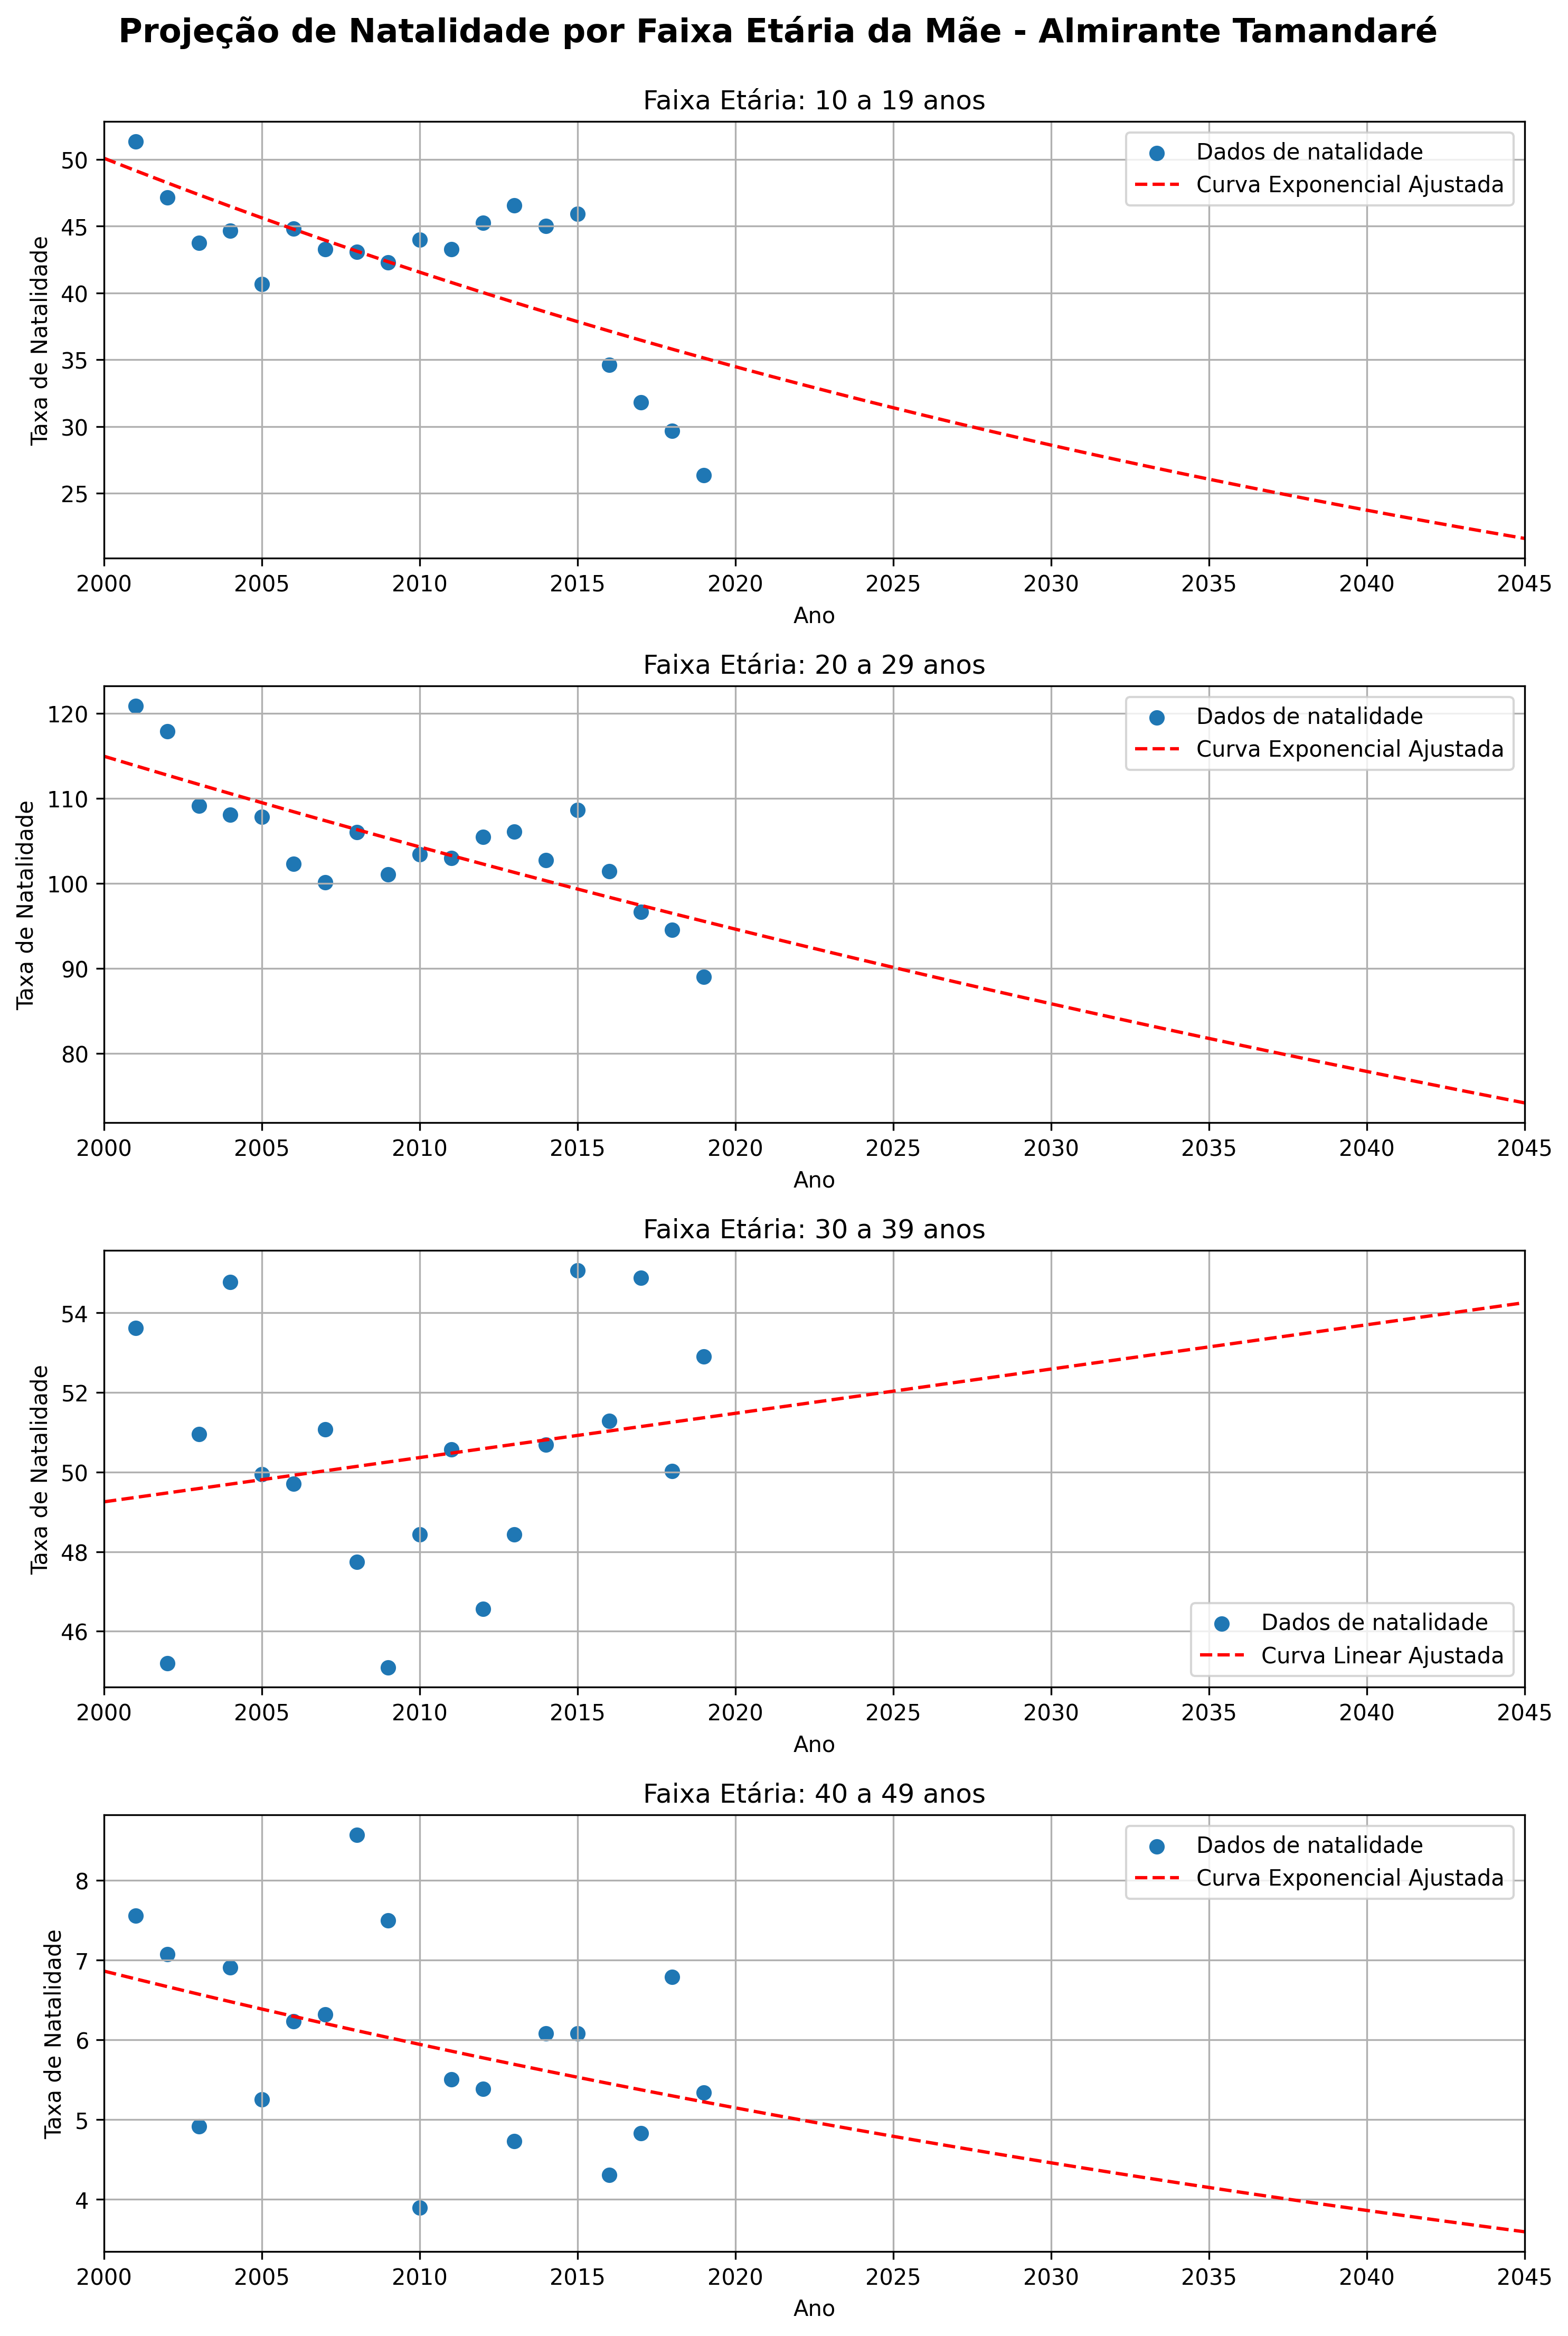 Projeção de Natalidade por Faixa Etária da Mãe - Almirante Tamandaré
Faixa Etária: 10 a 19 anos
Dados de natalidade
Curva Exponencial Ajustada
Taxa de Natalidade
50
45
40
35
30
25
2000 2005 2010 2015 2020 2025 2030 2035 2040 2045
Ano
Faixa Etária: 20 a 29 anos
Dados de natalidade
Curva Exponencial Ajustada
Taxa de Natalidade
120
110
100
90
80
2000 2005 2010 2015 2020 2025 2030 2035 2040 2045
Ano
Faixa Etária: 30 a 39 anos
Taxa de Natalidade
54
52
50
48
46
Dados de natalidade
Curva Linear Ajustada
2000 2005 2010 2015 2020 2025 2030 2035 2040 2045
Ano
Faixa Etária: 40 a 49 anos
Dados de natalidade
Curva Exponencial Ajustada
Taxa de Natalidade
8
7
6
5
4
2000 2005 2010 2015 2020 2025 2030 2035 2040 2045
Ano